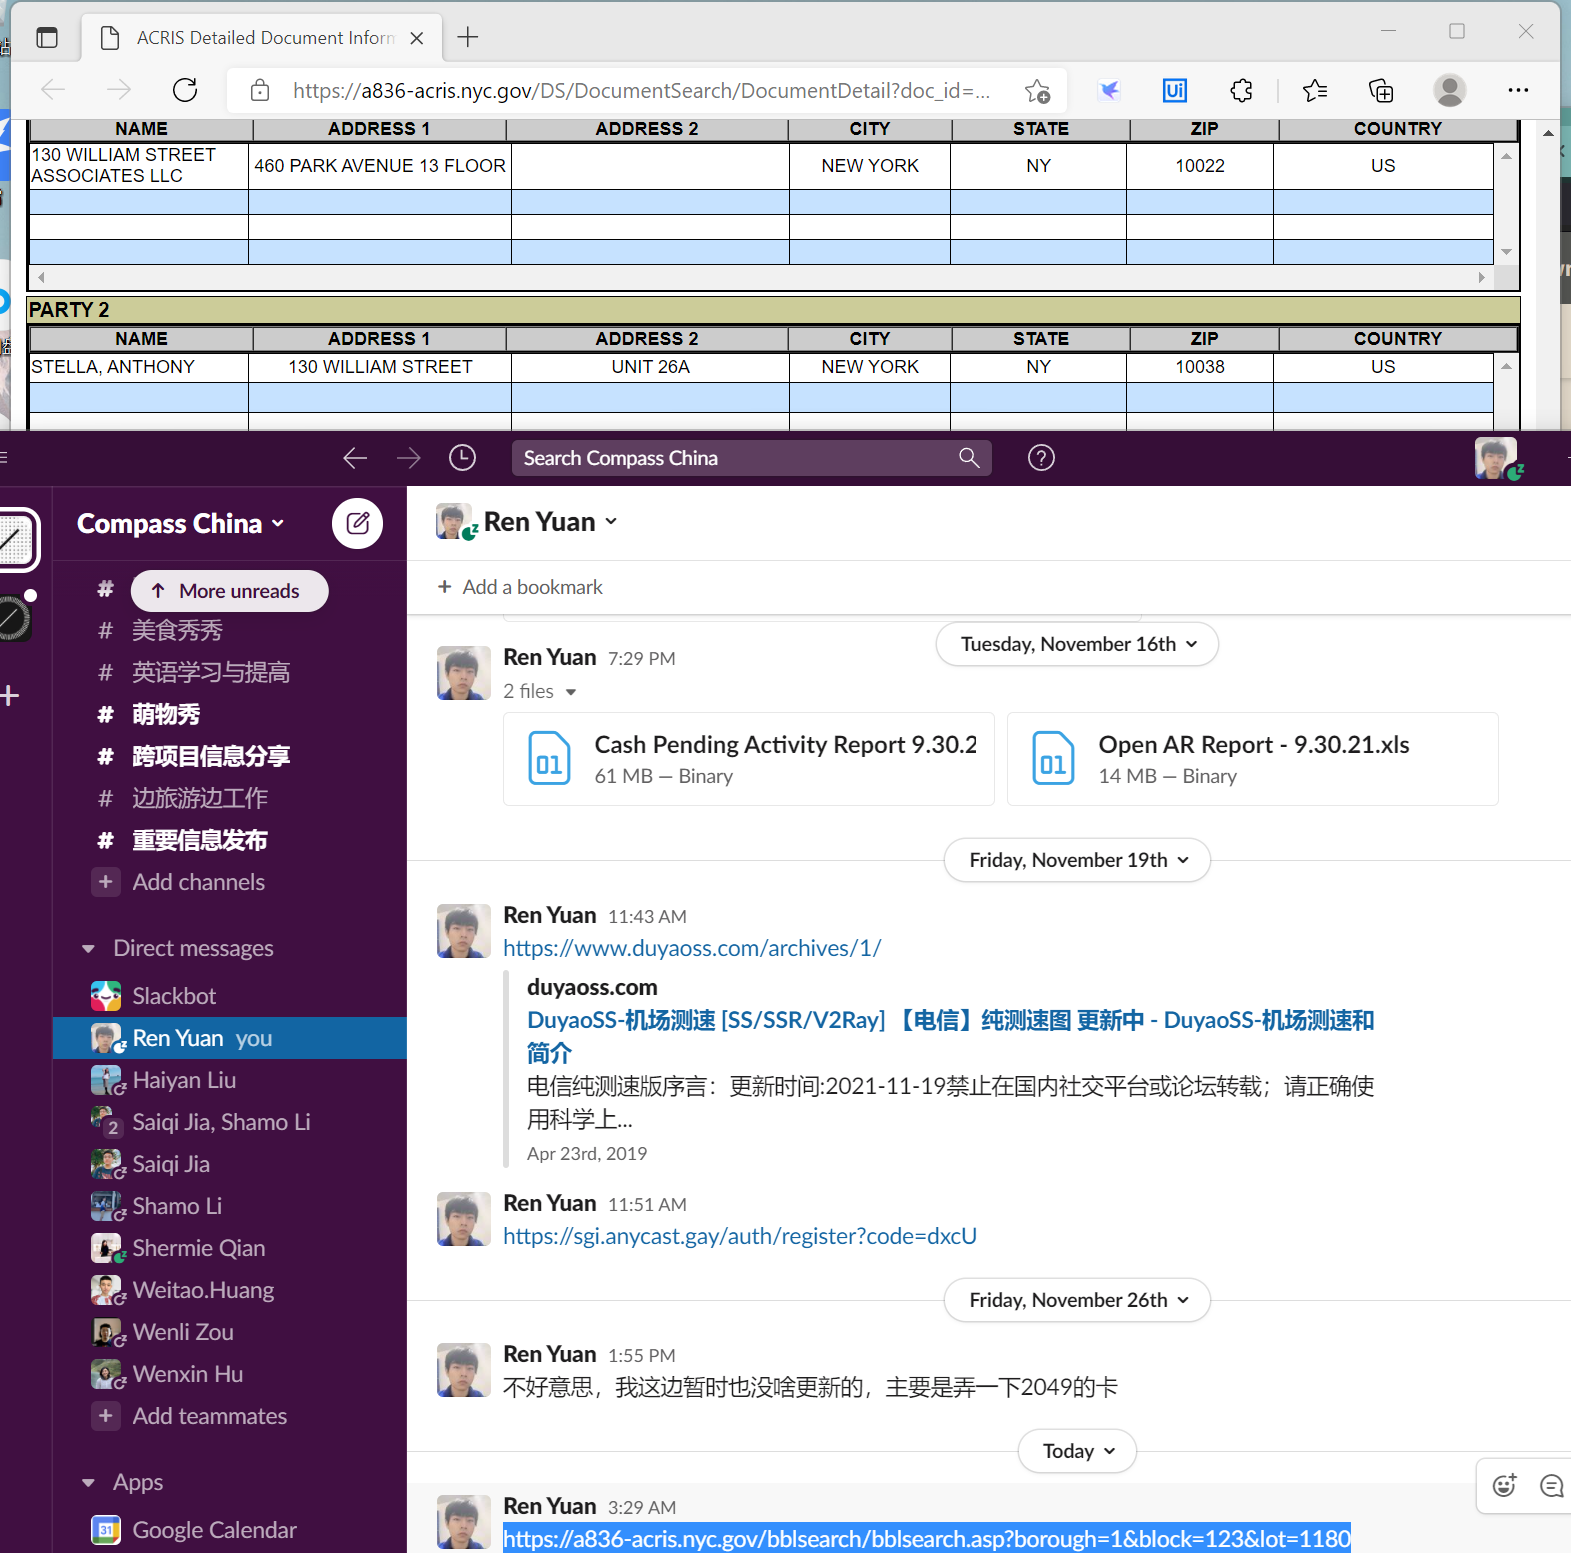 ACRIS Detailed Document Inforn
https://a836-acris.nyc.gov/DS/DocumentSearch/DocumentDetail?doc_id=...
NAME ADDRESS 1 ADDRESS 2 CITY STATE ZIP COUNTRY
130 WILLIAM STREET
ASSOCIATES LLC 460 PARK AVENUE 13 FLOOR NEW YORK NY 10022 US
PARTY 2
NAME ADDRESS 1 ADDRESS 2 CITY STATE ZIP COUNTRY
STELLA, ANTHONY 130 WILLIAM STREET UNIT 26A NEW YORK NY 10038 US
Search Compass China
Compass China
# More unreads
# 美食秀秀
# 英语学习与提高
# 萌物秀
# 跨项目信息分享
# 边旅游边工作
# 重要信息发布
+ Add channels
Direct messages
Slackbot
Ren Yuan you
Haiyan Liu
2 Saiqi Jia, Shamo Li
Saiqi Jia
Shamo Li
Shermie Qian
Weitao.Huang
Wenli Zou
Wenxin Hu
+ Add teammates
Apps
31 Google Calendar
Ren Yuan
+ Add a bookmark
Tuesday, November 16th
Ren Yuan 7:29 PM
2 files
01 Cash Pending Activity Report 9.30.2
61 MB — Binary
01 Open AR Report - 9.30.21.xls
14 MB — Binary
Friday, November 19th
Ren Yuan 11:43 AM
https://www.duyaoss.com/archives/1/
duyaoss.com
DuyaoSS-机场测速 [SS/SSR/V2Ray] 【电信】纯测速图 更新中 - DuyaoSS-机场测速和
简介
电信纯测速版序言：更新时间:2021-11-19禁止在国内社交平台或论坛转载；请正确使
用科学上...
Apr 23rd, 2019
Ren Yuan 11:51 AM
https://sgi.anycast.gay/auth/register?code=dxcU
Friday, November 26th
Ren Yuan 1:55 PM
不好意思，我这边暂时也没啥更新的，主要是弄一下2049的卡
Today
Ren Yuan 3:29 AM
https://a836-acris.nyc.gov/bblsearch/bblsearch.asp?borough=1&block=123&lot=1180